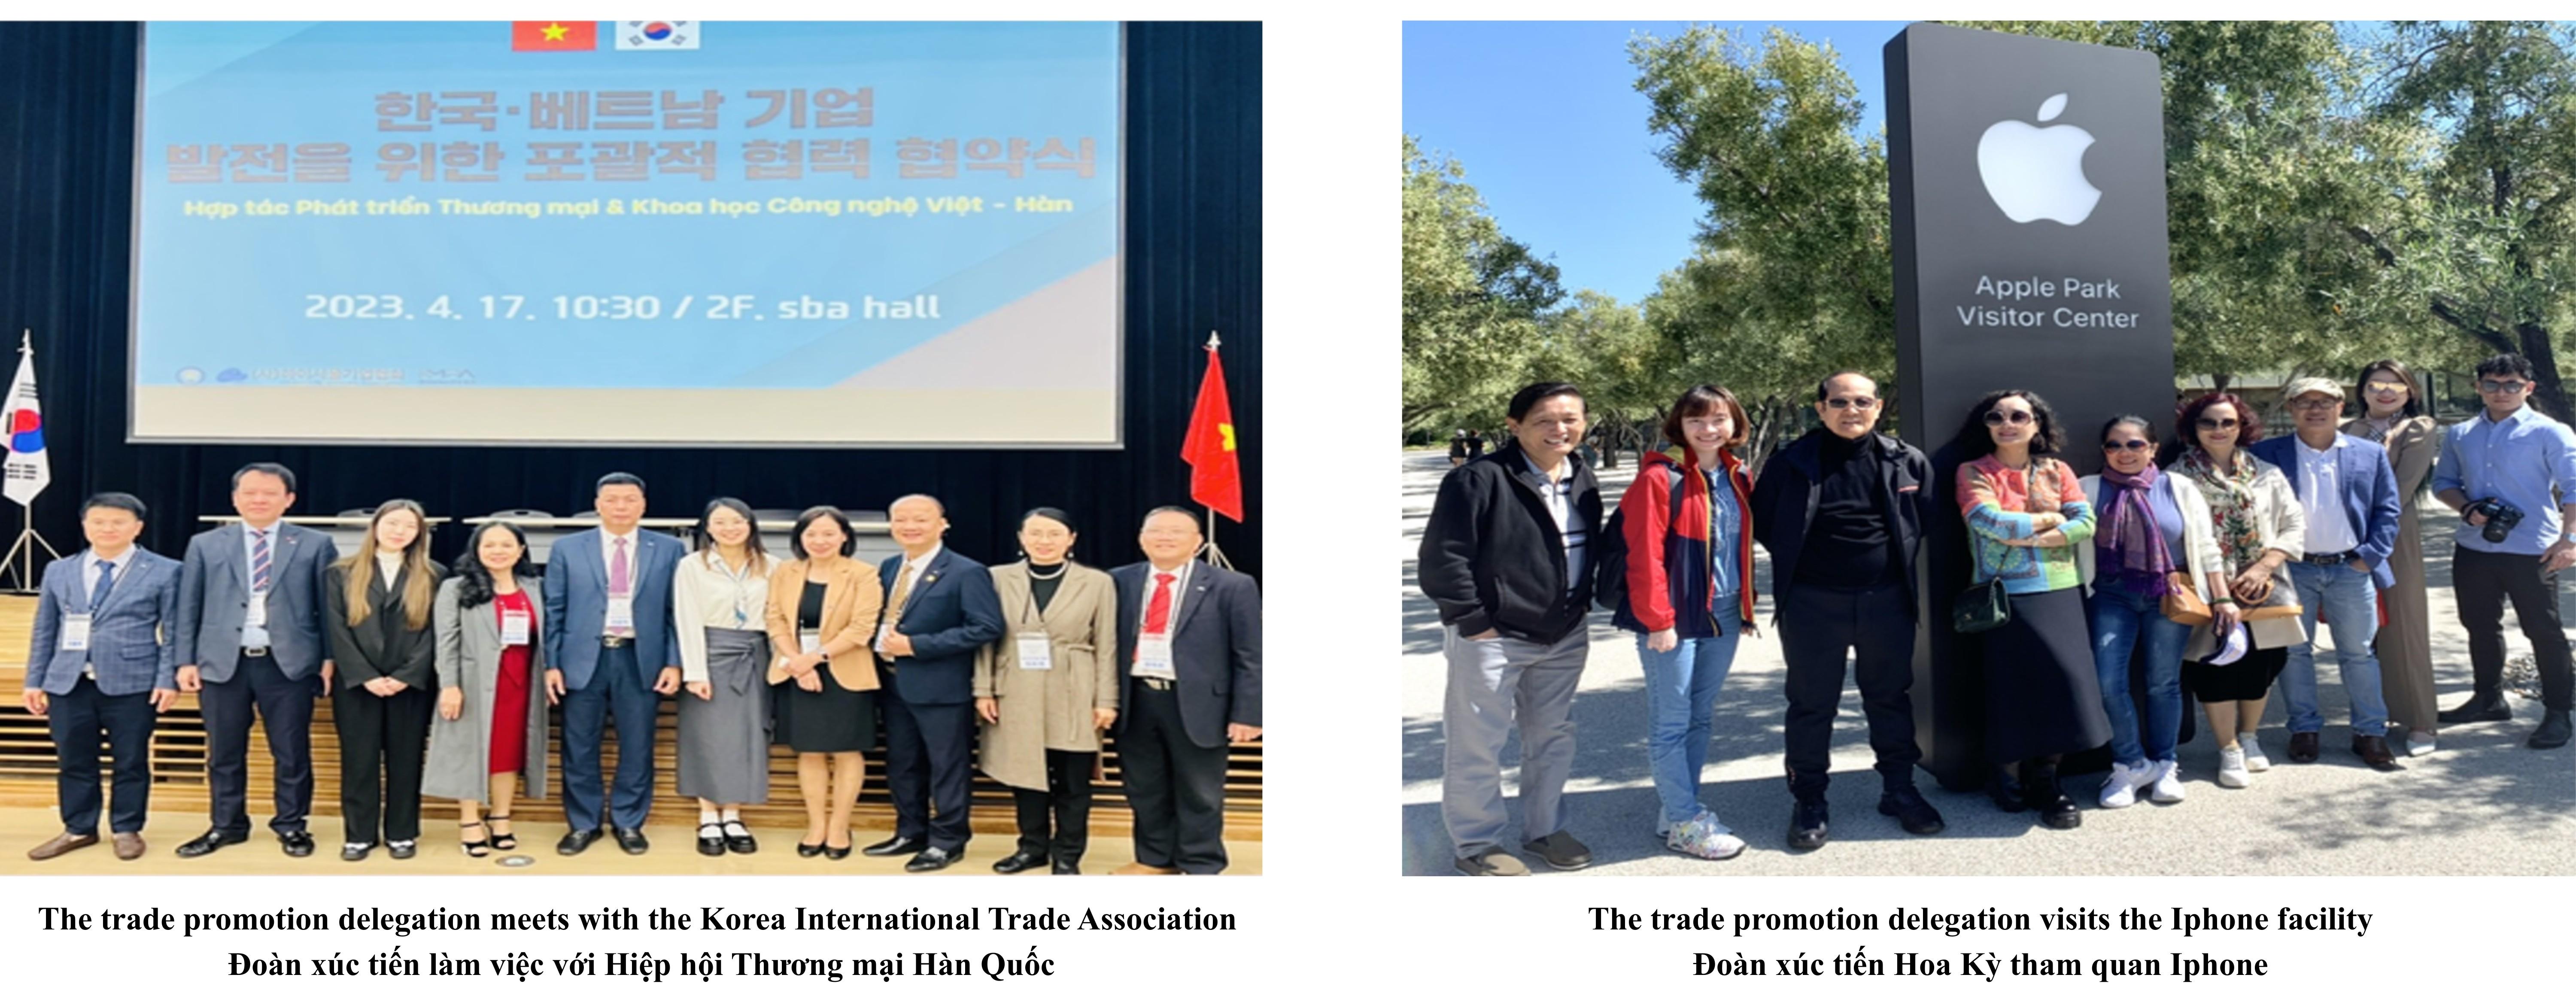 한국·베트남 기업
발전을 위한 포괄적 협력 협약식
Hợp tác Phát triển Thương mại & Khoa học Công nghệ Việt - Hàn
2023. 4. 17. 10:30 / 2F. sba hall
Apple Park
Visitor Center
The trade promotion delegation meets with the Korea International Trade Association
Đoàn xúc tiến làm việc với Hiệp hội Thương mại Hàn Quốc
The trade promotion delegation visits the Iphone facility
Đoàn xúc tiến Hoa Kỳ tham quan Iphone